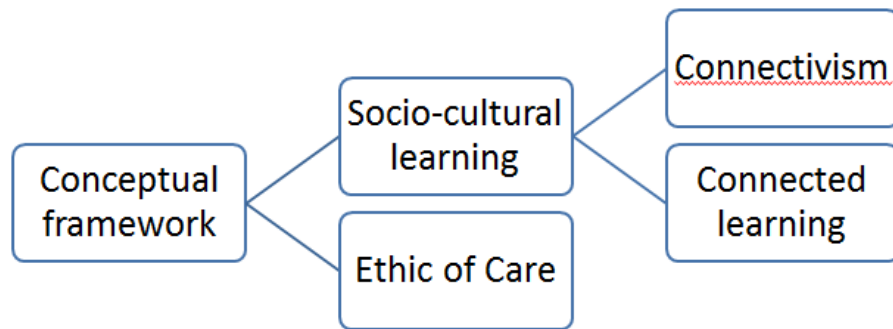 Conceptual
framework
Socio-cultural
learning
Ethic of Care
Connectivism
Connected
learning